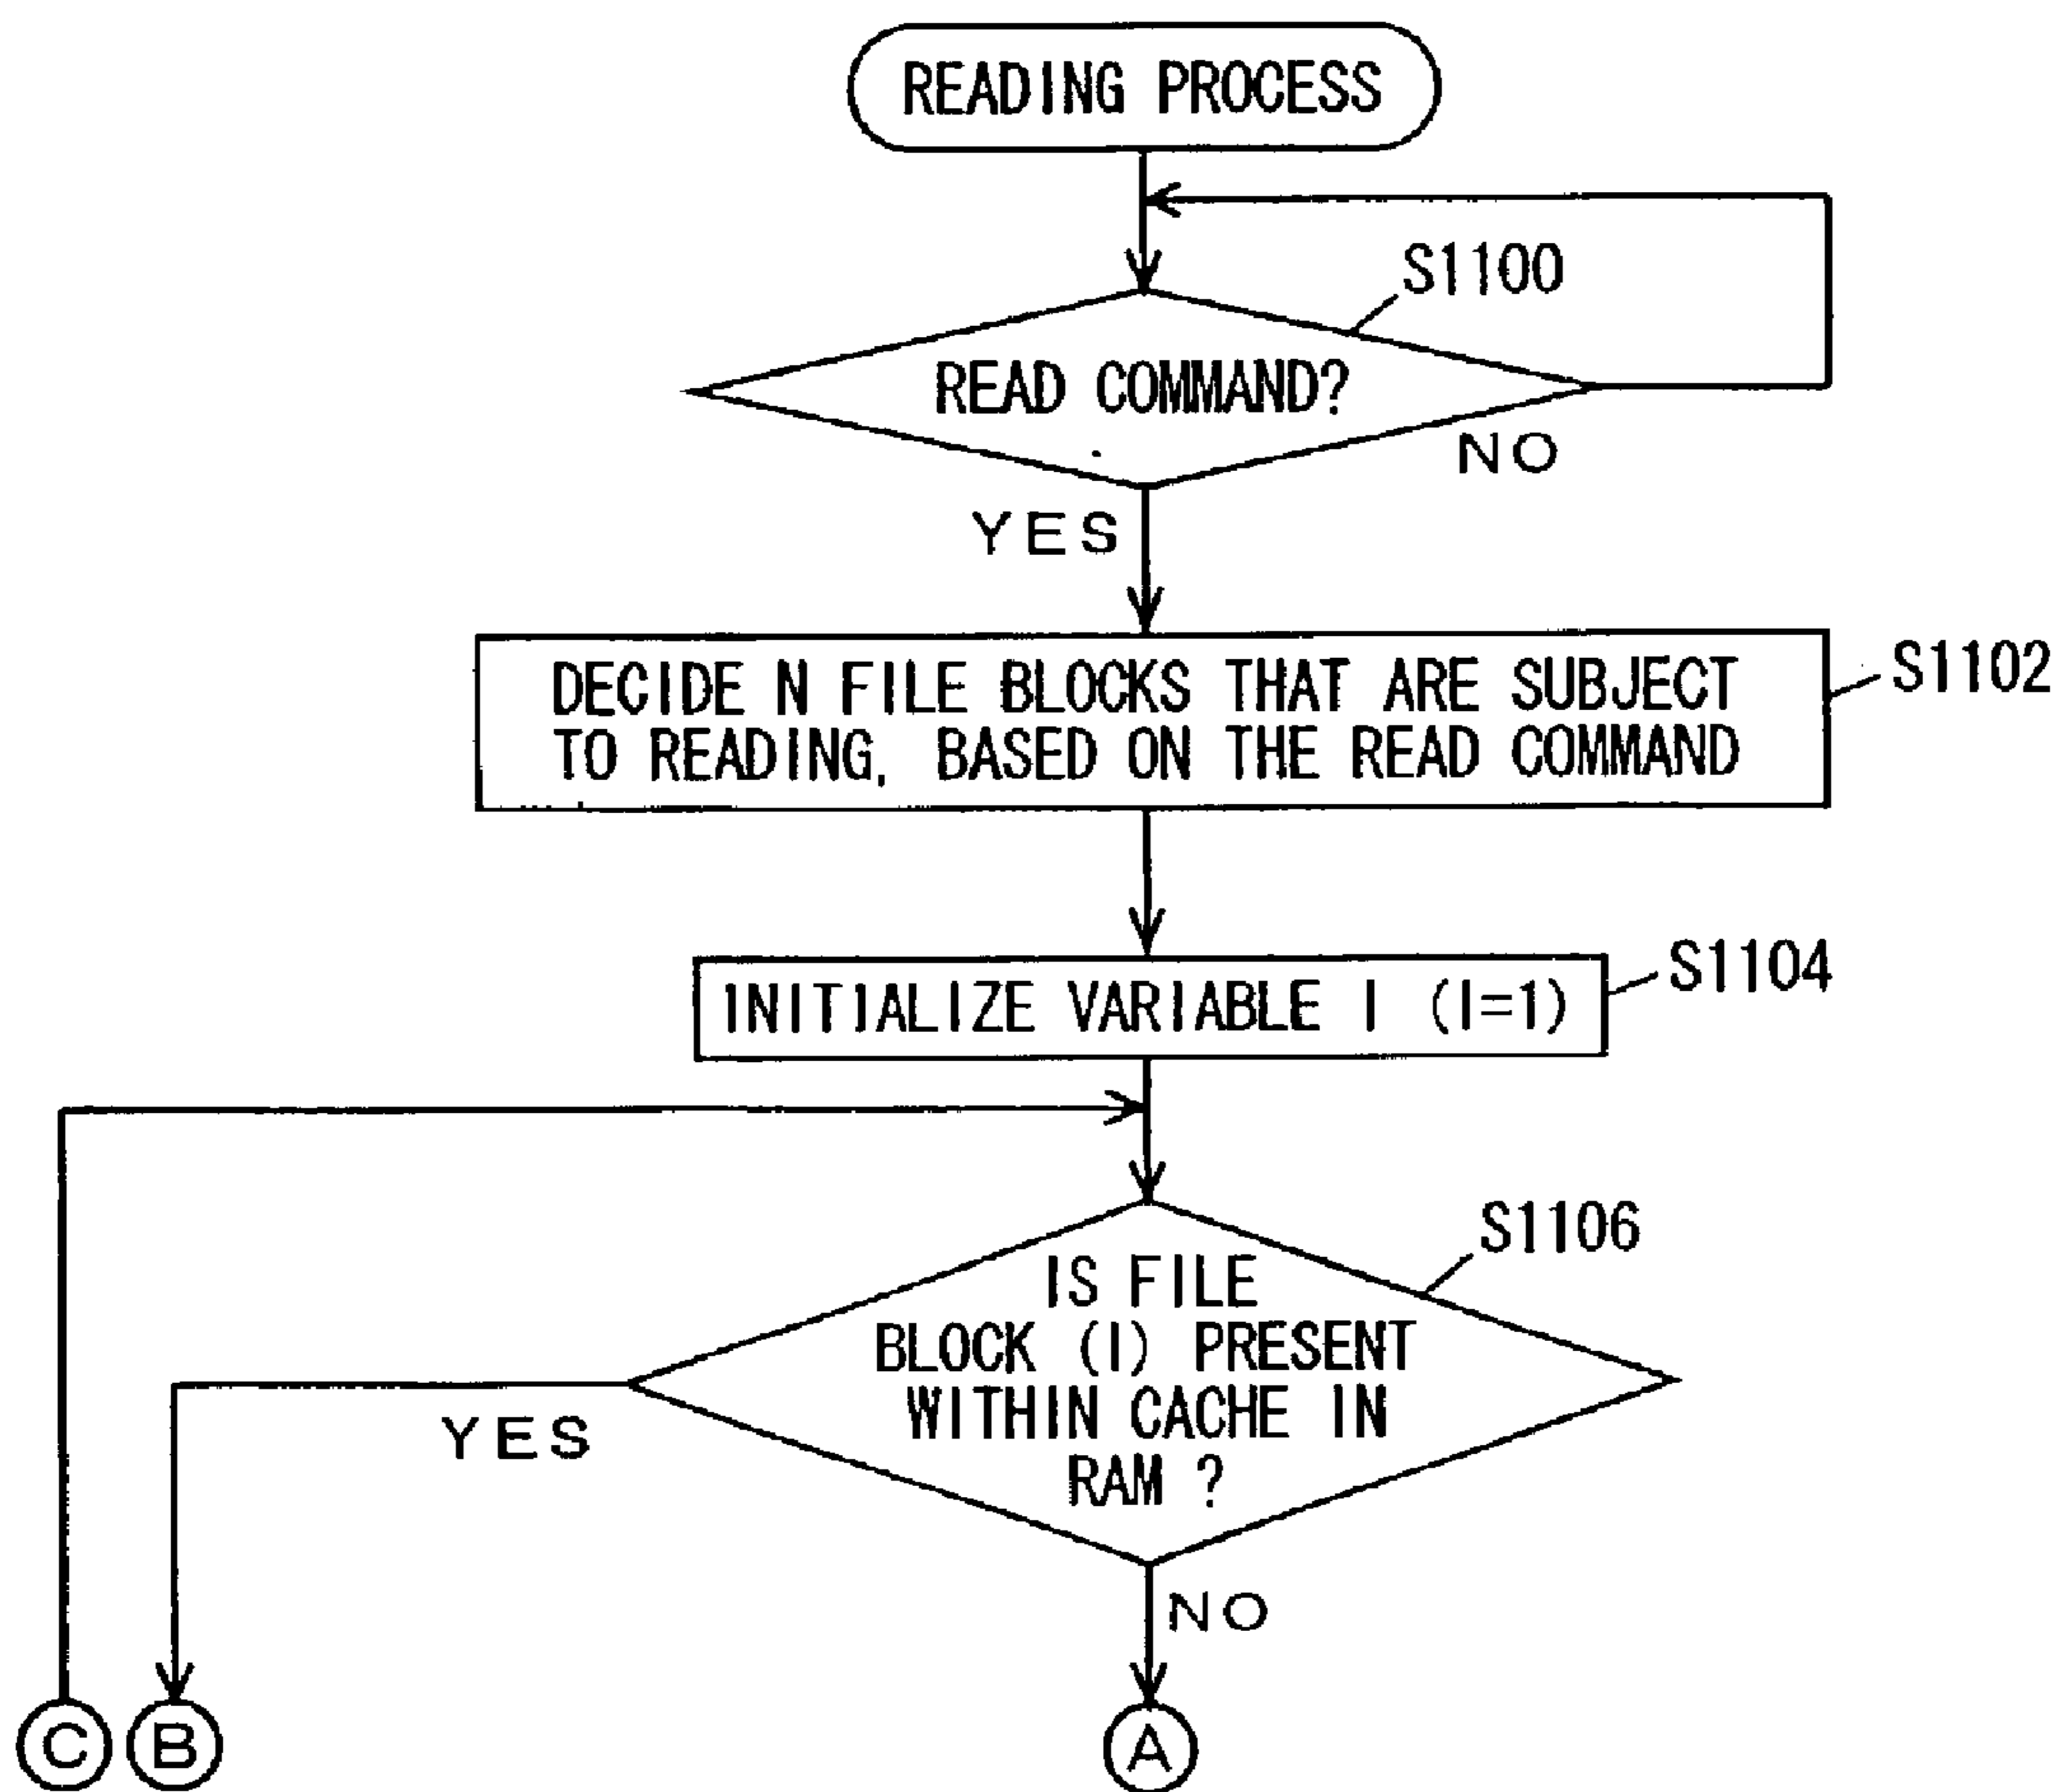 READING PROCESS
S1100
READ COMMAND?
NO
YES
DECIDE N FILE BLOCKS THAT ARE SUBJECT
TO READING, BASED ON THE READ COMMAND
S1102
INITIALIZE VARIABLE I (I=1)
S1104
S1106
IS FILE
BLOCK (I) PRESENT
WITHIN CACHE IN
RAM ?
YES
NO
C
B
A